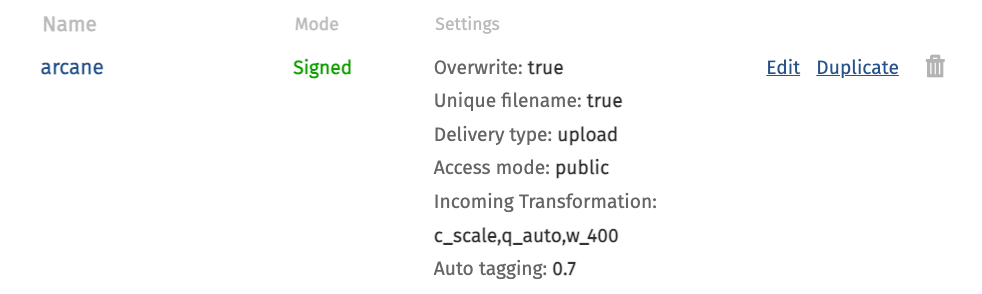 Name Mode Settings
arcane Signed Overwrite: true Edit Duplicate
Unique filename: true
Delivery type: upload
Access mode: public
Incoming Transformation:
c_scale,q_auto,w_400
Auto tagging: 0.7